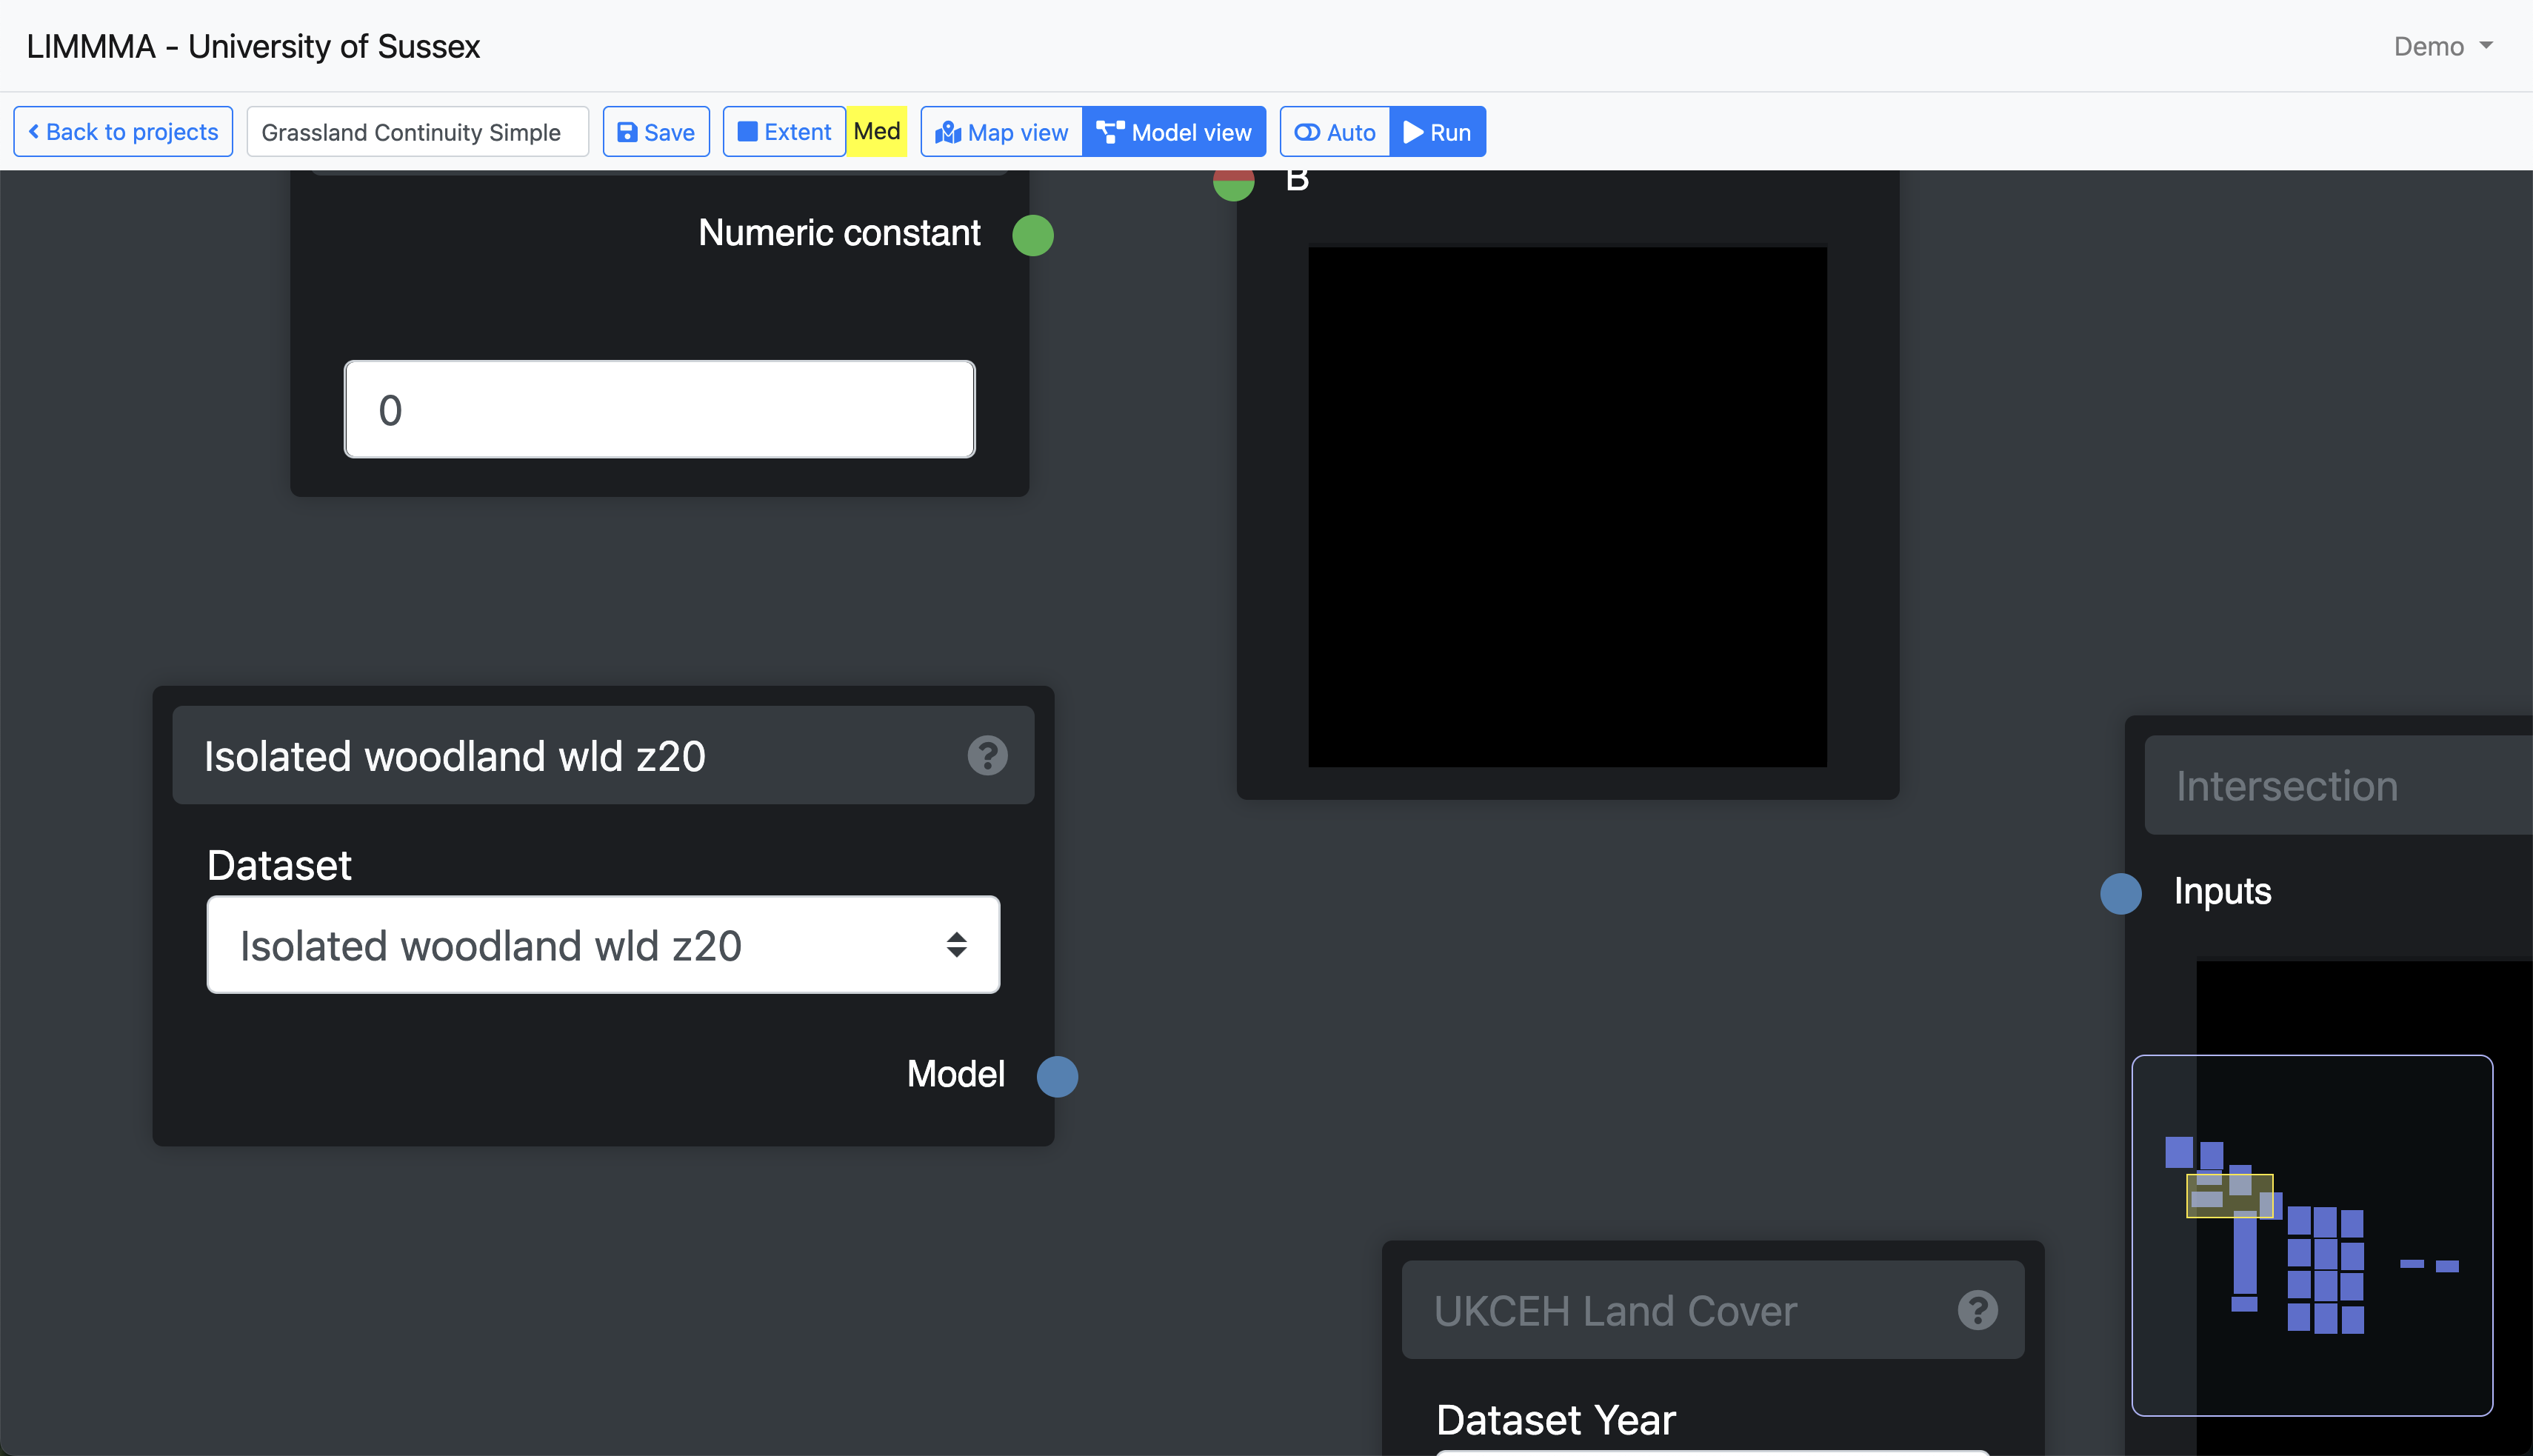 LIMMMA - University of Sussex
Demo
Back to projects
Grassland Continuity Simple
Save
Extent
Med
Map view
Model view
Auto
Run
Numeric constant
0
B
Isolated woodland wld z20
Dataset
Isolated woodland wld z20
Model
Intersection
Inputs
UKCEH Land Cover
Dataset Year